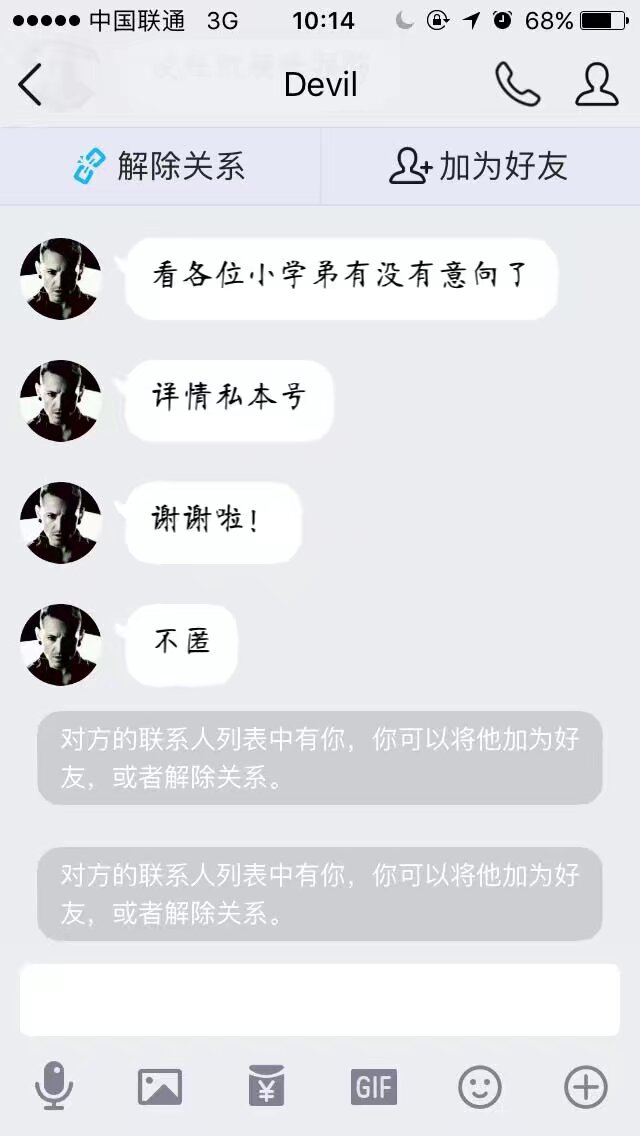 中国联通 3G 10:14 68%
Devil
解除关系 加为好友
看各位小学弟有没有意向了
详情私本号
谢谢啦!
不匿
对方的联系人列表中有你，你可以将他加为好
友，或者解除关系。
对方的联系人列表中有你，你可以将他加为好
友，或者解除关系。
GIF